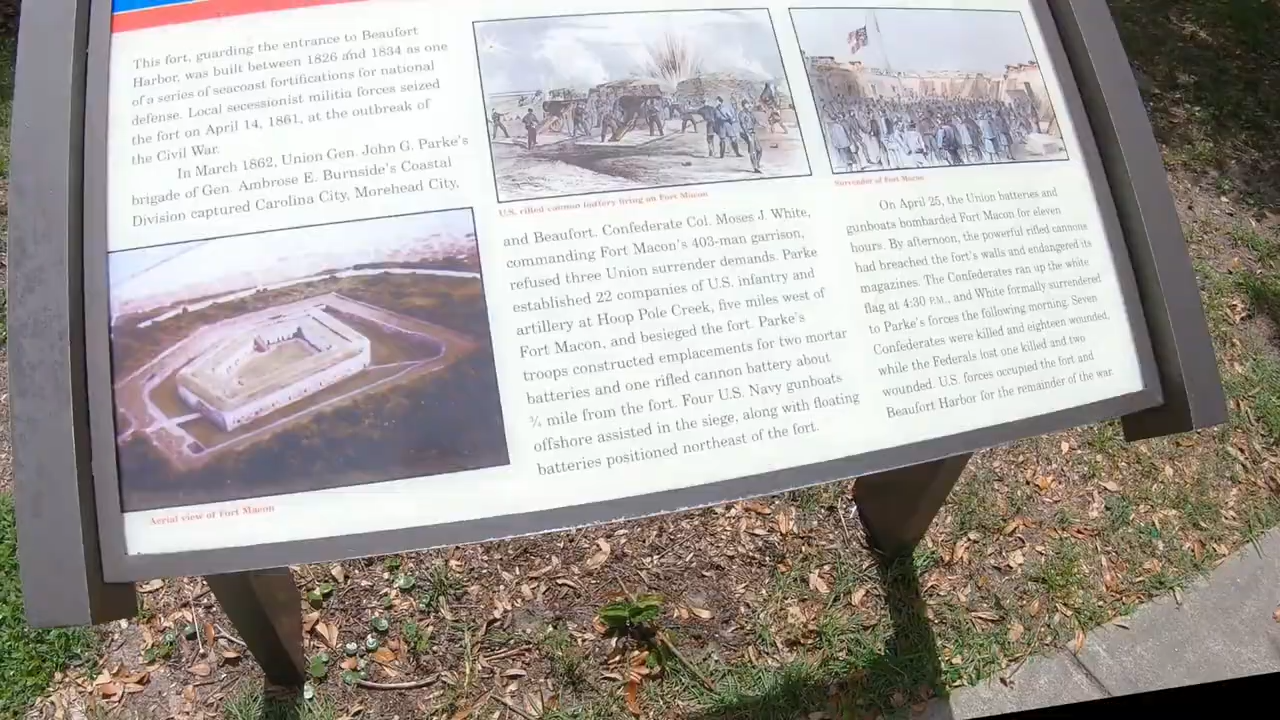 This fort, guarding the entrance to Beaufort
Harbor, was built between 1826 and 1834 as one
of a series of seacoast fortifications for national
defense. Local secessionist militia forces seized
the fort on April 14, 1861, at the outbreak of
the Civil War.
In March 1862, Union Gen. John G. Parke's
brigade of Gen. Ambrose E. Burnside's Coastal
Division captured Carolina City, Morehead City,
Aerial view of Fort Macon
U.S. rifled cannon battery firing on Fort Macon
and Beaufort. Confederate Col. Moses J. White,
commanding Fort Macon's 403-man garrison,
refused three Union surrender demands. Parke
established 22 companies of U.S. infantry and
artillery at Hoop Pole Creek, five miles west of
Fort Macon, and besieged the fort. Parke's
troops constructed emplacements for two mortar
batteries and one rifled cannon battery about
¾ mile from the fort. Four U.S. Navy gunboats
offshore assisted in the siege, along with floating
batteries positioned northeast of the fort.
Surrender of Fort Macon
On April 25, the Union batteries and
gunboats bombarded Fort Macon for eleven
hours. By afternoon, the powerful rifled cannons
had breached the fort's walls and endangered its
magazines. The Confederates ran up the white
flag at 4:30 P.M., and White formally surrendered
to Parke's forces the following morning. Seven
Confederates were killed and eighteen wounded,
while the Federals lost one killed and two
wounded. U.S. forces occupied the fort and
Beaufort Harbor for the remainder of the war.